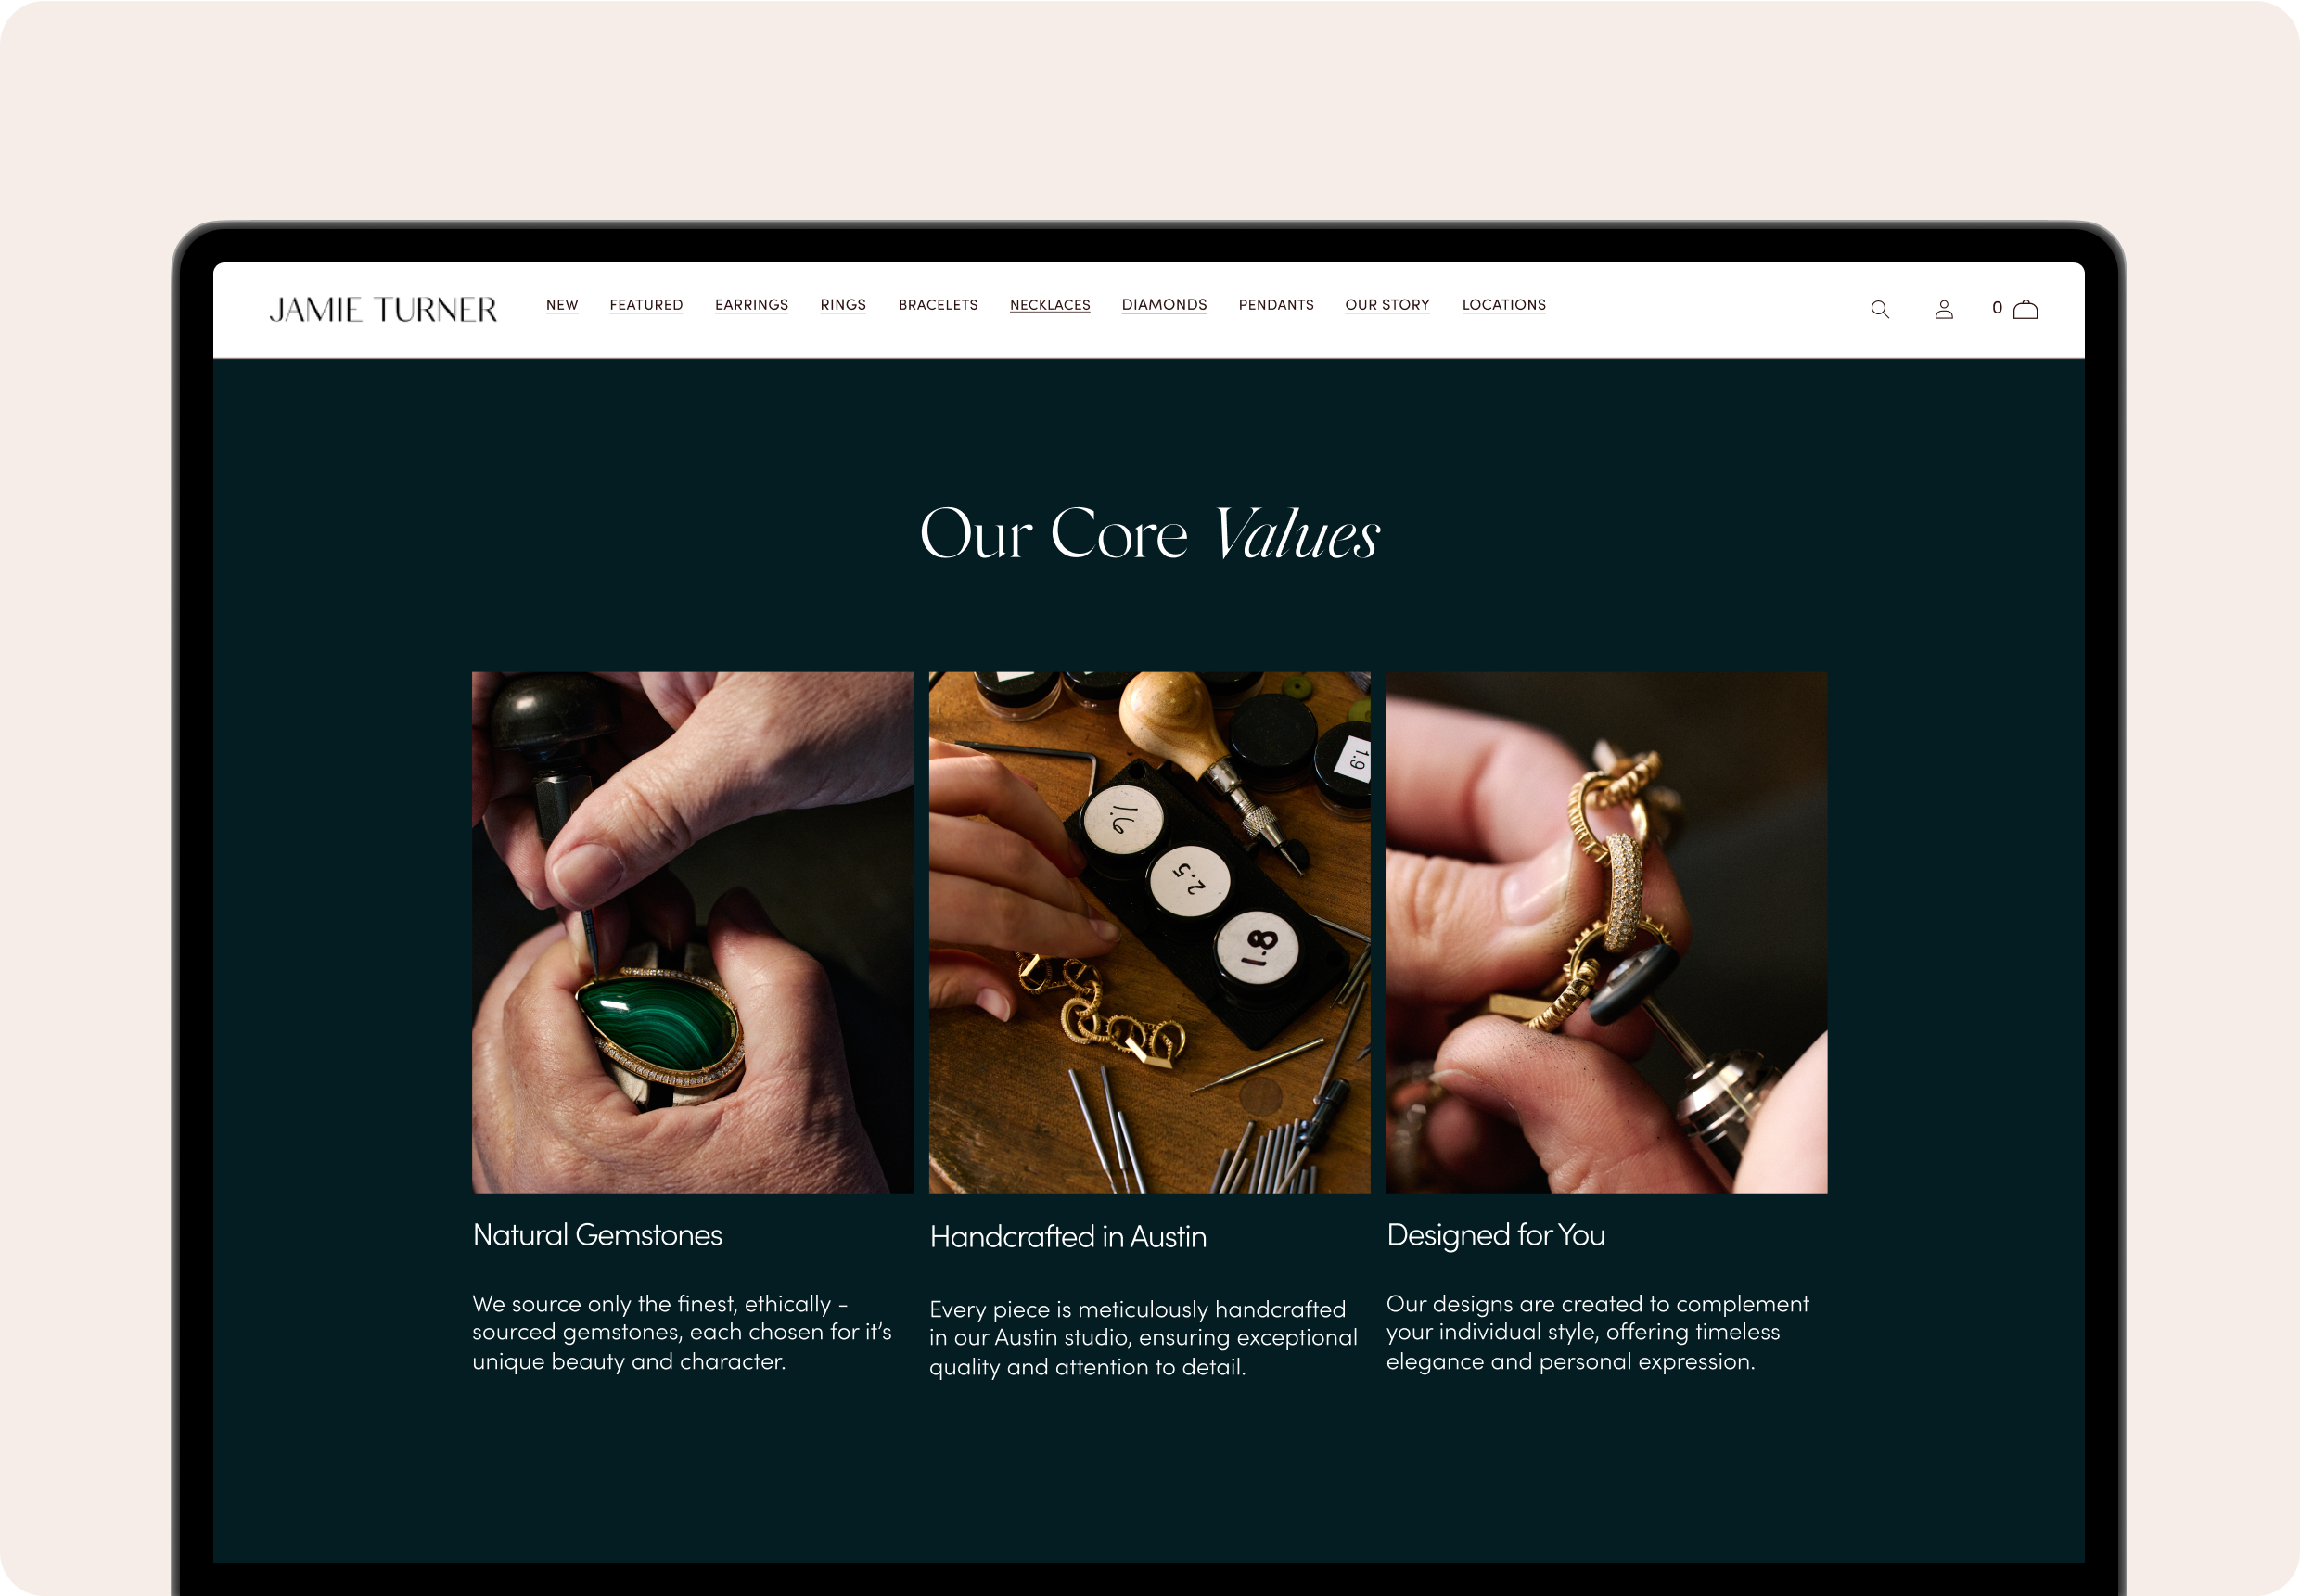 JAMIE TURNER
NEW FEATURED EARRINGS RINGS BRACELETS NECKLACES DIAMONDS PENDANTS OUR STORY LOCATIONS
0
Our Core Values
1.9
1.6
2.5
1.8
Natural Gemstones
We source only the finest, ethically -
sourced gemstones, each chosen for it’s
unique beauty and character.
Handcrafted in Austin
Every piece is meticulously handcrafted
in our Austin studio, ensuring exceptional
quality and attention to detail.
Designed for You
Our designs are created to complement
your individual style, offering timeless
elegance and personal expression.